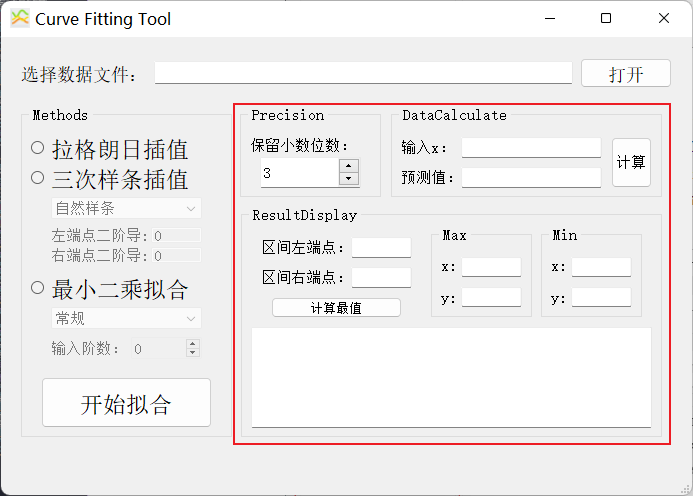 Curve Fitting Tool
选择数据文件：
打开
Methods
拉格朗日插值
三次样条插值
自然样条
左端点二阶导: 0
右端点二阶导: 0
最小二乘拟合
常规
输入阶数： 0
开始拟合
Precision
保留小数位数：
3
DataCalculate
输入x：
预测值：
计算
ResultDisplay
区间左端点：
区间右端点：
计算最值
Max
x:
y:
Min
x:
y: